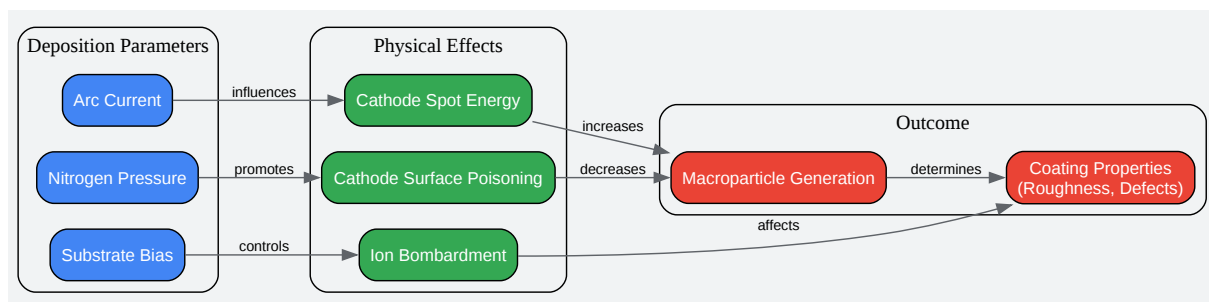 Deposition Parameters
Physical Effects
Arc Current
influences
Cathode Spot Energy
increases
Outcome
Nitrogen Pressure
promotes
Cathode Surface Poisoning
decreases
Macroparticle Generation
determines
Coating Properties
(Roughness, Defects)
Substrate Bias
controls
Ion Bombardment
affects